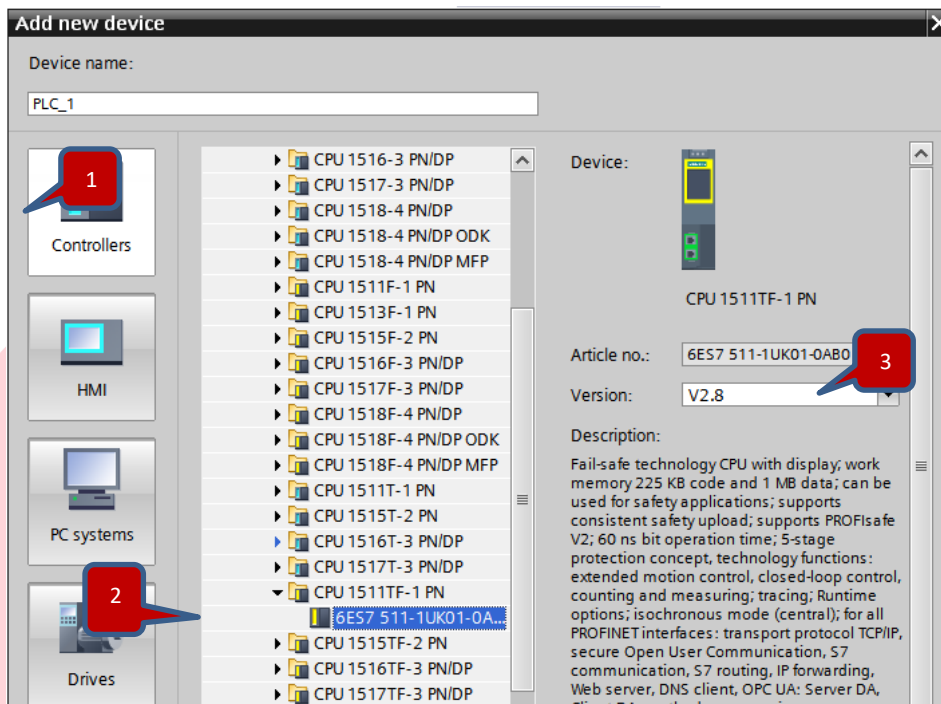 Add new device
Device name:
PLC_1
1
Controllers
HMI
PC systems
2
Drives
CPU 1516-3 PN/DP
CPU 1517-3 PN/DP
CPU 1518-4 PN/DP
CPU 1518-4 PN/DP ODK
CPU 1518-4 PN/DP MFP
CPU 1511F-1 PN
CPU 1513F-1 PN
CPU 1515F-2 PN
CPU 1516F-3 PN/DP
CPU 1517F-3 PN/DP
CPU 1518F-4 PN/DP
CPU 1518F-4 PN/DP ODK
CPU 1518F-4 PN/DP MFP
CPU 1511T-1 PN
CPU 1515T-2 PN
CPU 1516T-3 PN/DP
CPU 1517T-3 PN/DP
CPU 1511TF-1 PN
6ES7 511-1UK01-0A...
CPU 1515TF-2 PN
CPU 1516TF-3 PN/DP
CPU 1517TF-3 PN/DP
Device:
CPU 1511TF-1 PN
Article no.: 6ES7 511-1UK01-0AB0
3
Version: V2.8
Description:
Fail-safe technology CPU with display; work
memory 225 KB code and 1 MB data; can be
used for safety applications; supports
consistent safety upload; supports PROFIsafe
V2; 60 ns bit operation time; 5-stage
protection concept, technology functions:
extended motion control, closed-loop control,
counting and measuring; tracing; Runtime
options; isochronous mode (central); for all
PROFINET interfaces: transport protocol TCP/IP,
secure Open User Communication, S7
communication, S7 routing, IP forwarding,
Web server, DNS client, OPC UA: Server DA,